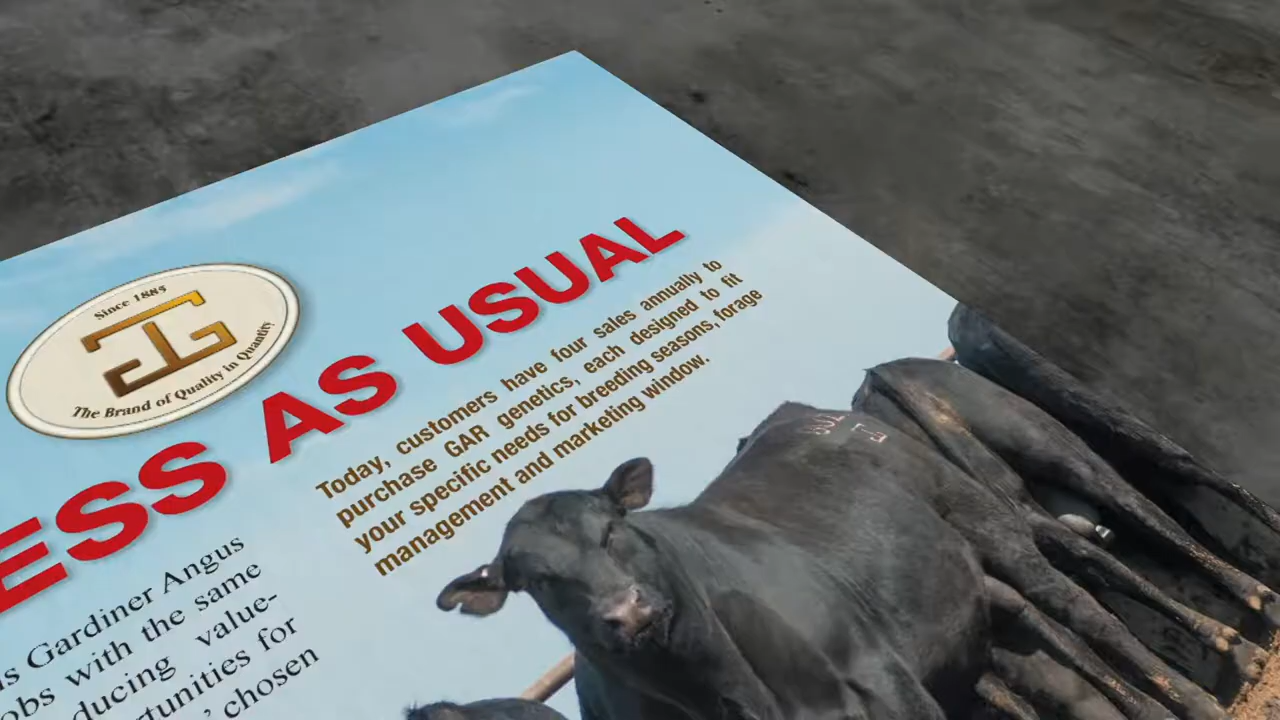 Since 1885
The Brand of Quality in Quantity
ESS AS USUAL
Today, customers have four sales annually to
purchase GAR genetics, each designed to fit
your specific needs for breeding seasons, forage
management and marketing window.
s Gardiner Angus
obs with the same
ducing value-
rtunities for
’ chosen